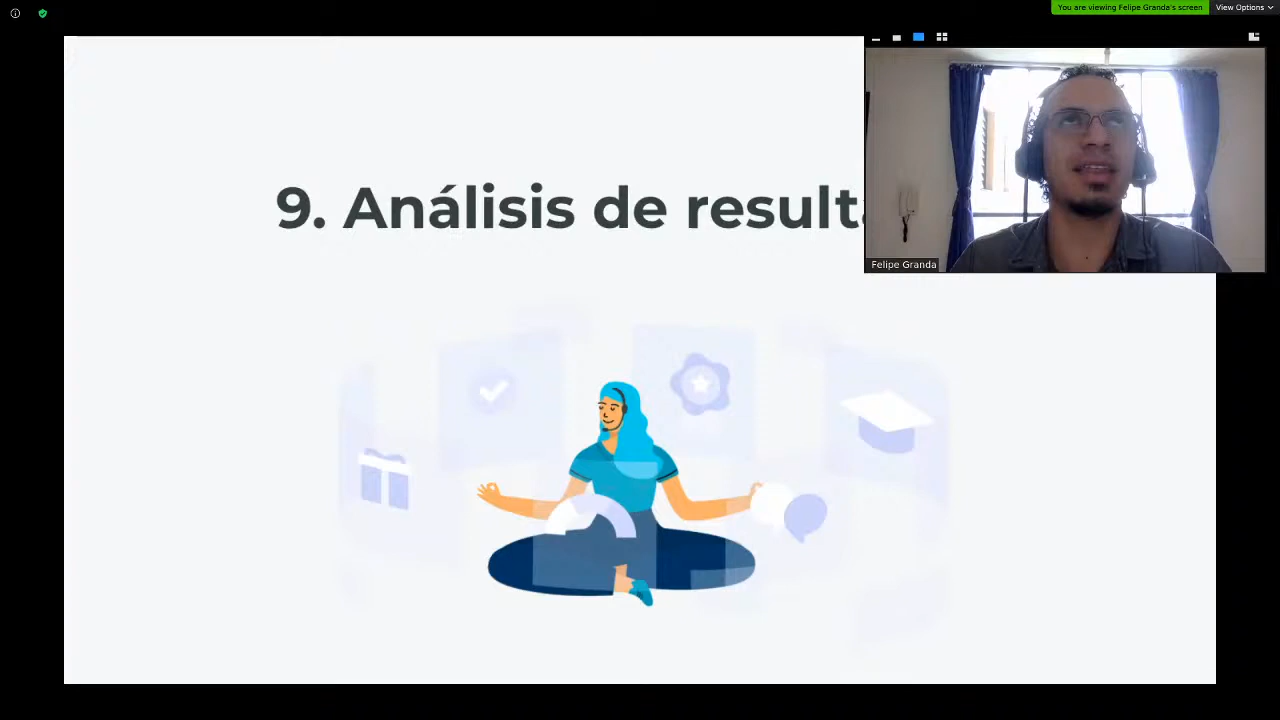 You are viewing Felipe Granda's screen
View Options
9. Análisis de result
Felipe Granda